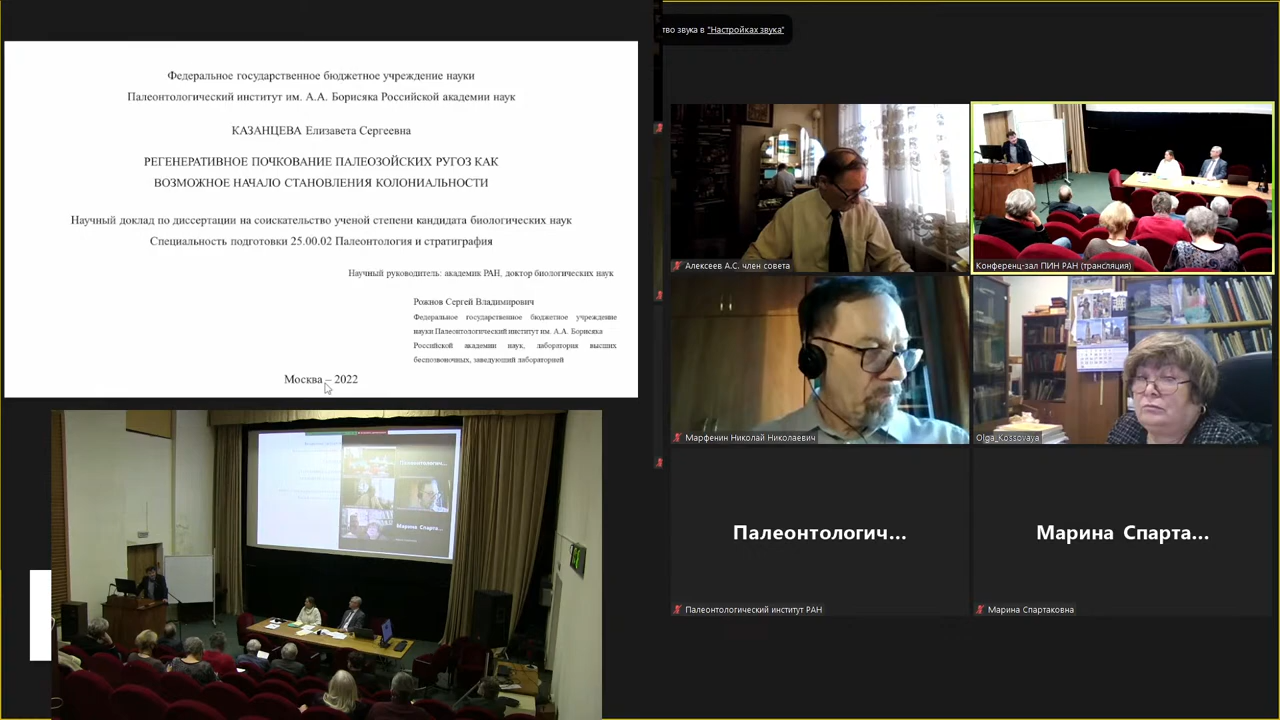 Федеральное государственное бюджетное учреждение науки
Палеонтологический институт им. А.А. Борисяка Российской академии наук
КАЗАНЦЕВА Елизавета Сергеевна
РЕГЕНЕРАТИВНОЕ ПОЧКОВАНИЕ ПАЛЕОЗОЙСКИХ РУГОЗ КАК
ВОЗМОЖНОЕ НАЧАЛО СТАНОВЛЕНИЯ КОЛОНИАЛЬНОСТИ
Научный доклад по диссертации на соискательство ученой степени кандидата биологических наук
Специальность подготовки 25.00.02 Палеонтология и стратиграфия
Научный руководитель: академик РАН, доктор биологических наук
Рожнов Сергей Владимирович
Федеральное государственное бюджетное учреждение
науки Палеонтологический институт им. А.А. Борисяка
Российской академии наук, лаборатория высших
беспозвоночных, заведующий лабораторией
Москва – 2022
тво звука в "Настройках звука"
Алексеев А.С. член совета
Конференц-зал ПИН РАН (трансляция)
Марфенин Николай Николаевич
Olga_Kossovaya
Палеонтологич...
Марина Спарта...
Палеонтологический институт РАН
Марина Спартаковна
Палеонтологич...
Марина Спарта...